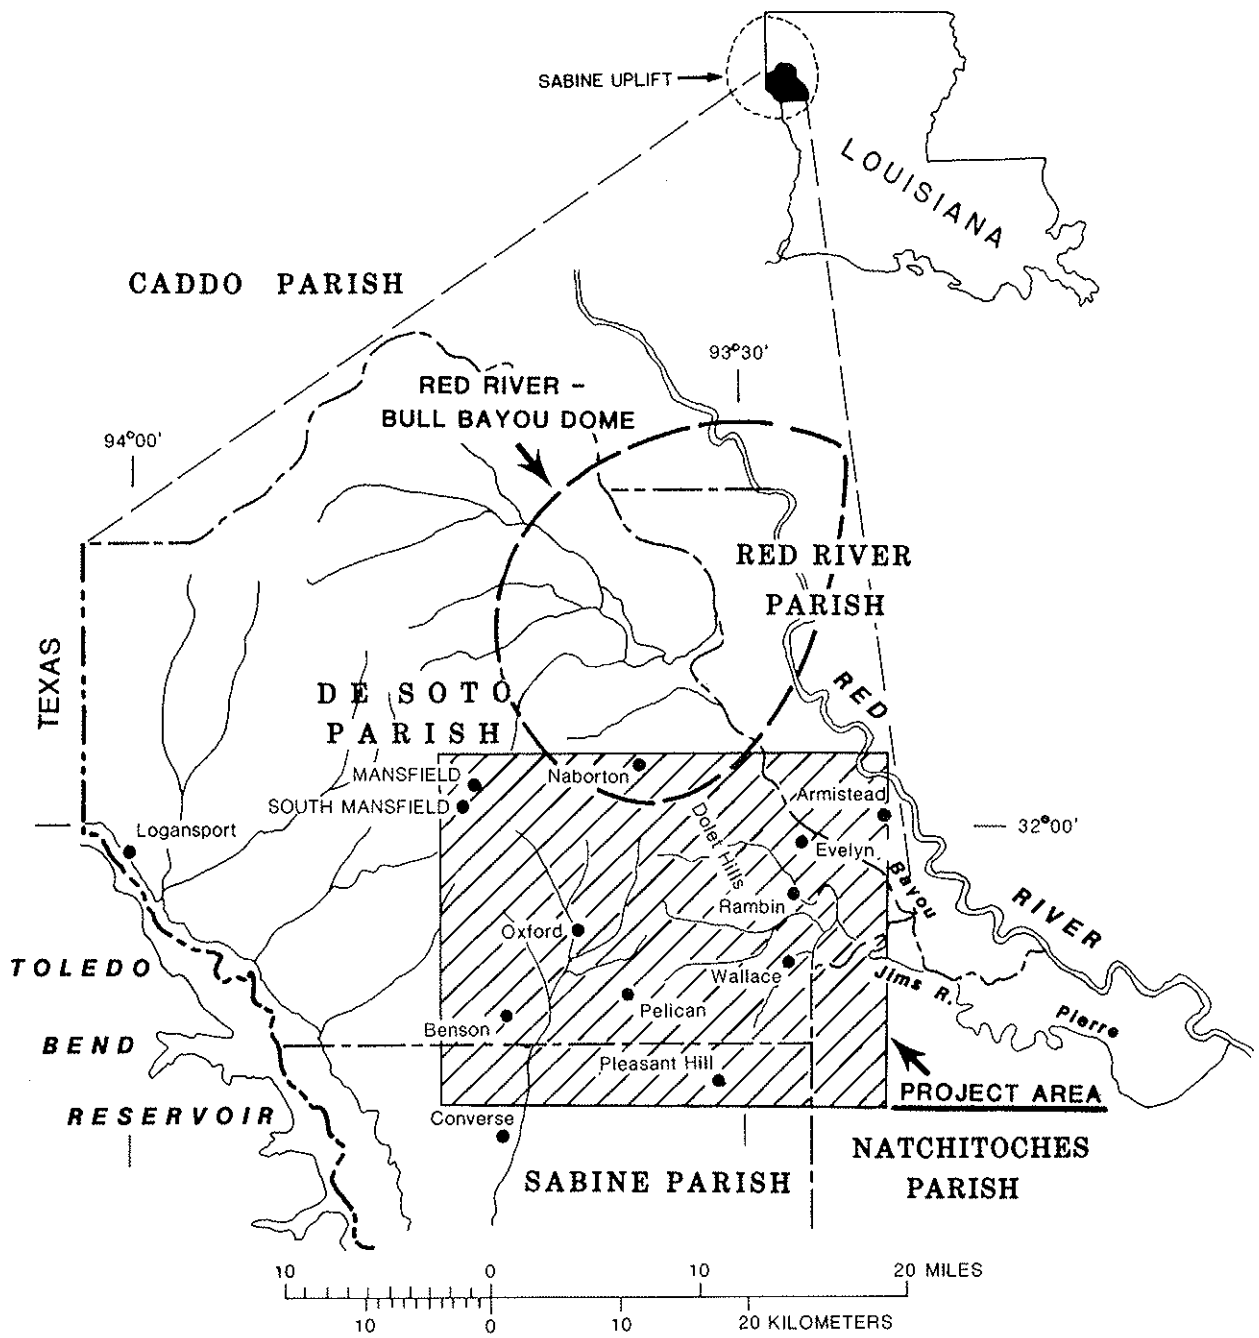 SABINE UPLIFT
LOUISIANA
CADDO PARISH
93°30'
RED RIVER -
BULL BAYOU DOME
94°00'
RED RIVER
PARISH
TEXAS
DE SOTO
PARISH
RED
RIVER
MANSFIELD
Naborton
SOUTH MANSFIELD
Armistead
Dolet Hills
32°00'
Logansport
Evelyn
Bayou
Rambin
Oxford
TOLEDO
BEND
RESERVOIR
Wallace
Jims R.
Pelican
Pierre
Benson
Pleasant Hill
PROJECT AREA
Converse
NATCHITOCHES
PARISH
SABINE PARISH
10 0 10 20 MILES
10 0 10 20 KILOMETERS